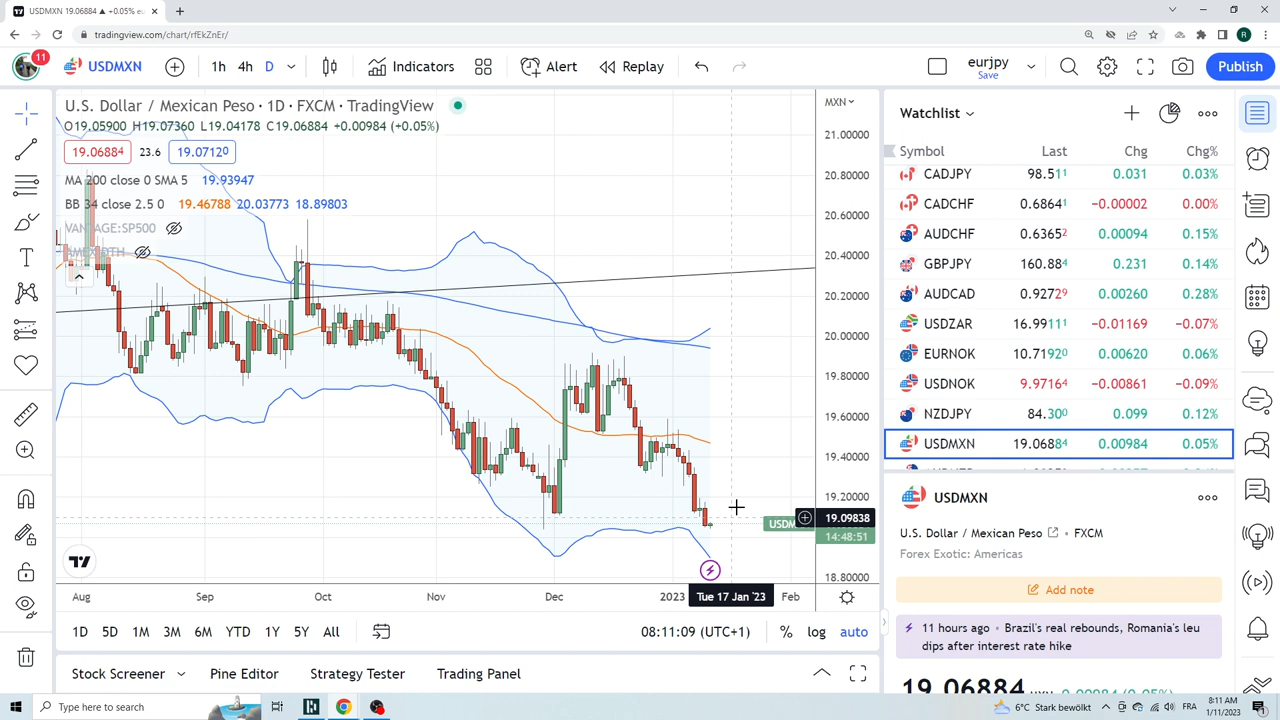 USDMXN 19.06884 ▲ +0.05% eu
tradingview.com/chart/rfEkZnEr/
R
11
USDMXN
1h 4h D
Indicators
Alert
Replay
eurjpy
Save
Publish
U.S. Dollar / Mexican Peso · 1D · FXCM · TradingView
O19.05900 H19.07360 L19.04178 C19.06884 +0.00984 (+0.05%)
19.06884 23.6 19.07120
MA 200 close 0 SMA 5 19.93947
BB 34 close 2.5 0 19.46788 20.03773 18.89803
VANTAGE:SP500
MXN
21.00000
20.80000
20.60000
20.40000
20.20000
20.00000
19.80000
19.60000
19.40000
19.20000
19.09838
USDM
14:48:51
18.80000
Aug Sep Oct Nov Dec 2023 Tue 17 Jan '23 Feb
1D 5D 1M 3M 6M YTD 1Y 5Y All
08:11:09 (UTC+1) % log auto
Stock Screener Pine Editor Strategy Tester Trading Panel
Watchlist
Symbol Last Chg Chg%
CADJPY 98.511 0.031 0.03%
CADCHF 0.68641 −0.00002 0.00%
AUDCHF 0.63652 0.00094 0.15%
GBPJPY 160.884 0.231 0.14%
AUDCAD 0.92729 0.00260 0.28%
USDZAR 16.99111 −0.01169 −0.07%
EURNOK 10.71920 0.00620 0.06%
USDNOK 9.97164 −0.00861 −0.09%
NZDJPY 84.300 0.099 0.12%
USDMXN 19.06884 0.00984 0.05%
USDMXN
U.S. Dollar / Mexican Peso · FXCM
Forex Exotic: Americas
Add note
11 hours ago · Brazil's real rebounds, Romania's leu
dips after interest rate hike
19.06884
Type here to search
6°C Stark bewölkt
FRA
8:11 AM
1/11/2023